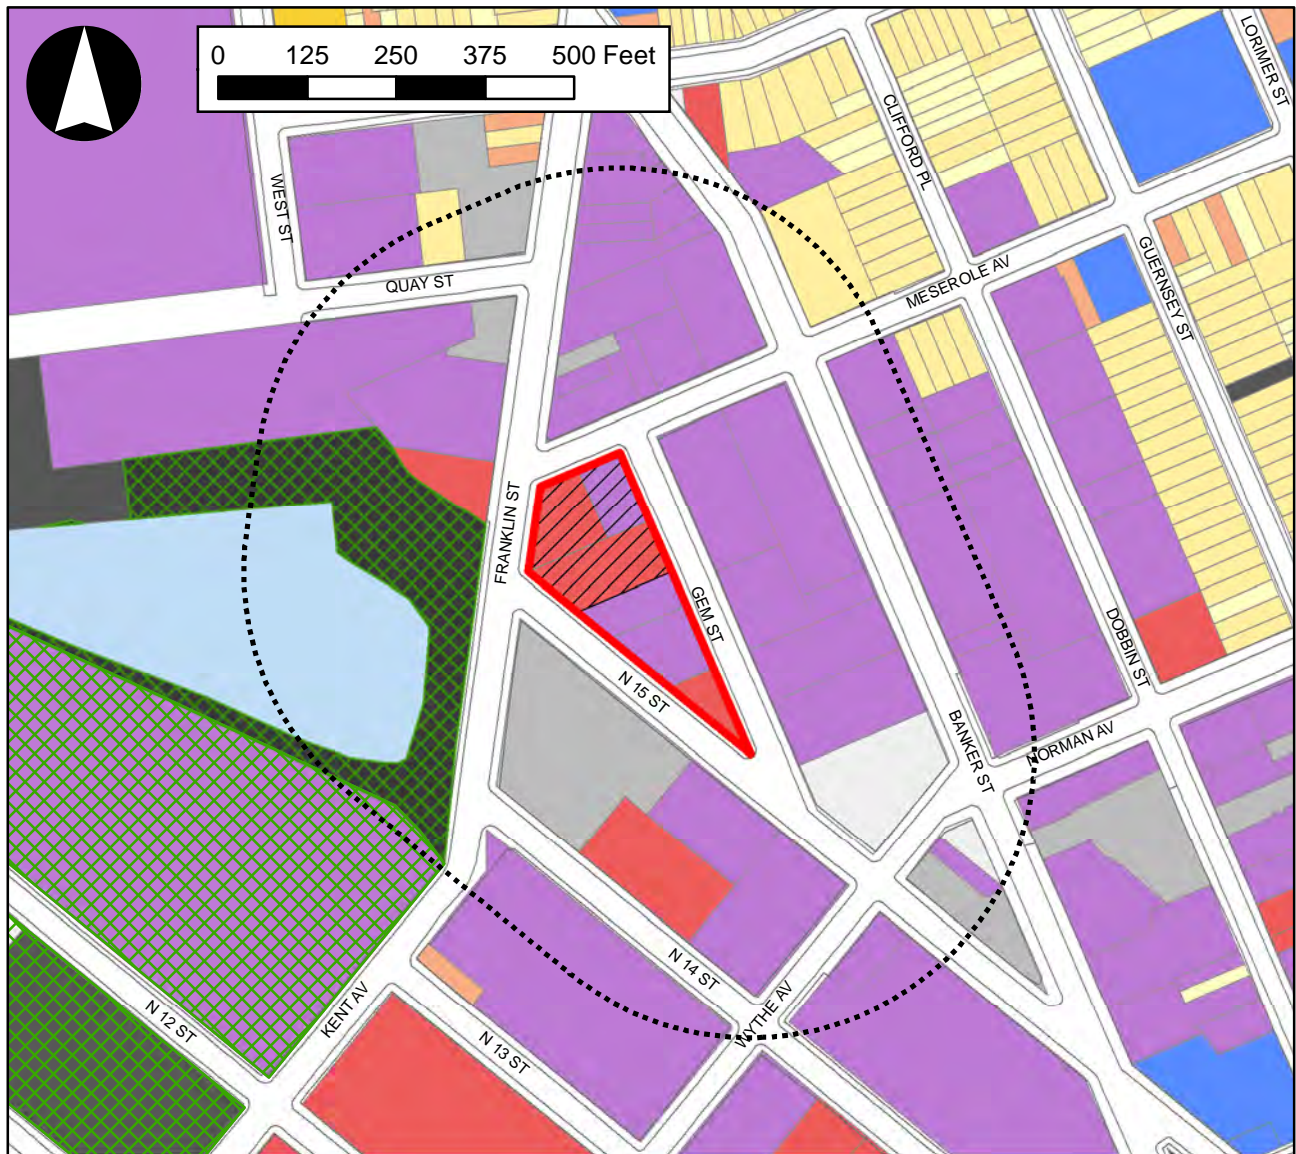 0 125 250 375 500 Feet
LORIMER ST
CLIFFORD PL
WEST ST
QUAY ST
MESEROLE AV
GUERNSEY ST
FRANKLIN ST
GEM ST
DOBBIN ST
N 15 ST
BANKER ST
NORMAN AV
N 14 ST
WYTHE AV
KENT AV
N 12 ST
N 13 ST